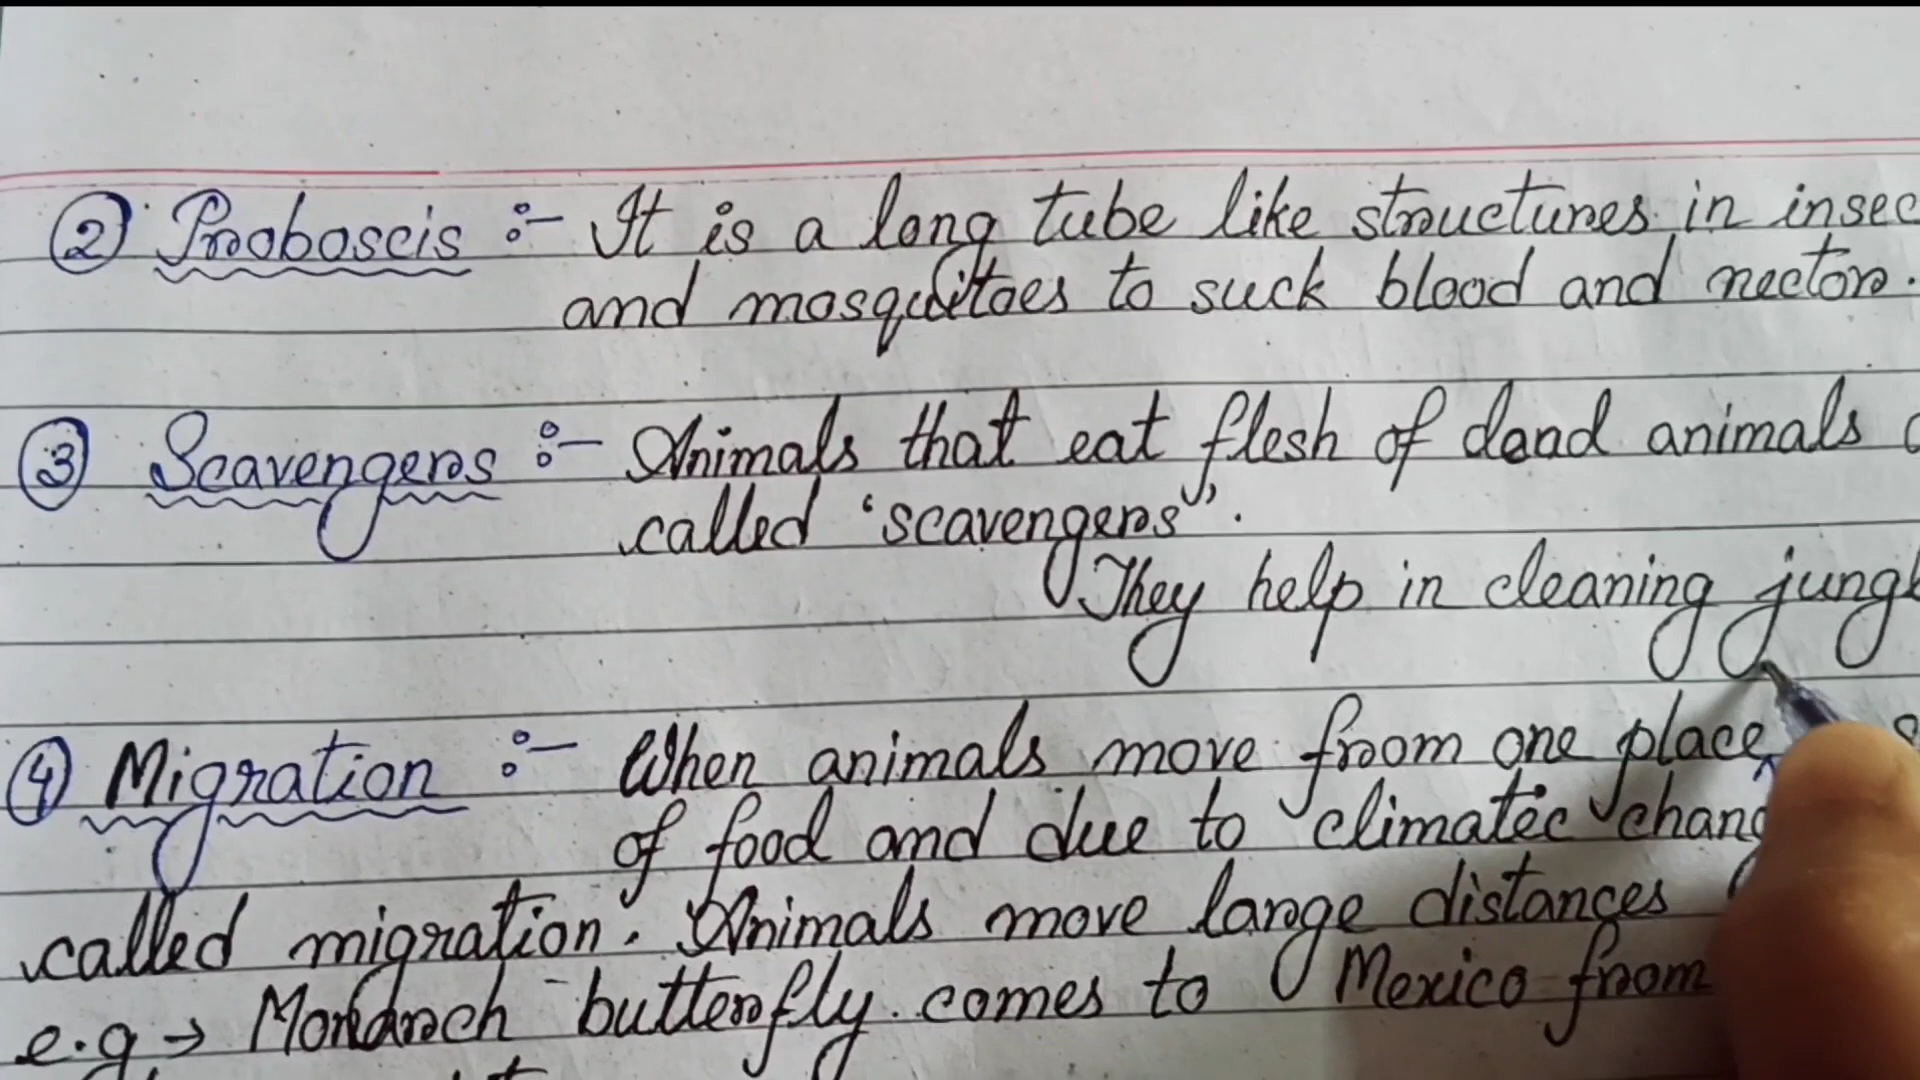 ② Proboscis :- It is a long tube like structures in insec
and mosquitoes to suck blood and nector.
③ Scavengers :- Animals that eat flesh of dead animals
called 'scavengers'.
They help in cleaning jungl
④ Migration :- When animals move from one place
of food and due to climatic chang
called migration. Animals move large distances
e.g → Monarch butterfly comes to Mexico from